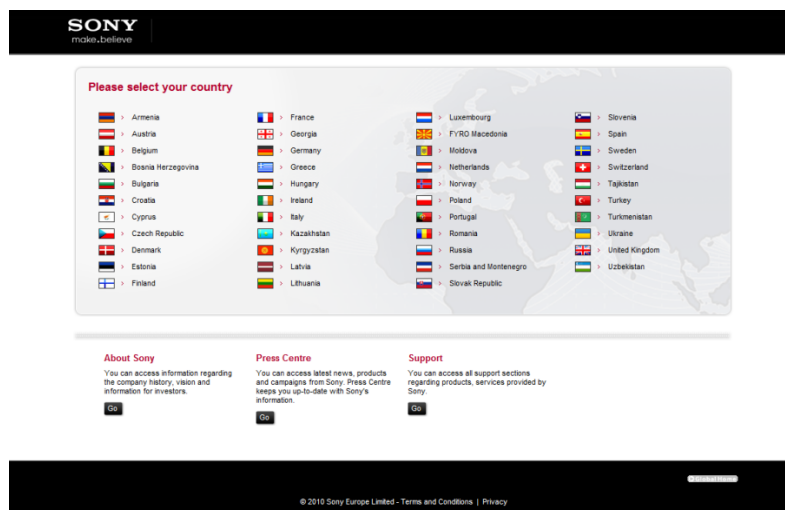 SONY
make.believe
Please select your country
Armenia
Austria
Belgium
Bosnia Herzegovina
Bulgaria
Croatia
Cyprus
Czech Republic
Denmark
Estonia
Finland
France
Georgia
Germany
Greece
Hungary
Ireland
Italy
Kazakhstan
Kyrgyzstan
Latvia
Lithuania
Luxembourg
FYRO Macedonia
Moldova
Netherlands
Norway
Poland
Portugal
Romania
Russia
Serbia and Montenegro
Slovak Republic
Slovenia
Spain
Sweden
Switzerland
Tajikistan
Turkey
Turkmenistan
Ukraine
United Kingdom
Uzbekistan
About Sony
You can access information regarding
the company history, vision and
information for investors.
Go
Press Centre
You can access latest news, products
and campaigns from Sony. Press Centre
keeps you up-to-date with Sony's
information.
Go
Support
You can access all support sections
regarding products, services provided by
Sony.
Go
Global Home
© 2010 Sony Europe Limited - Terms and Conditions | Privacy